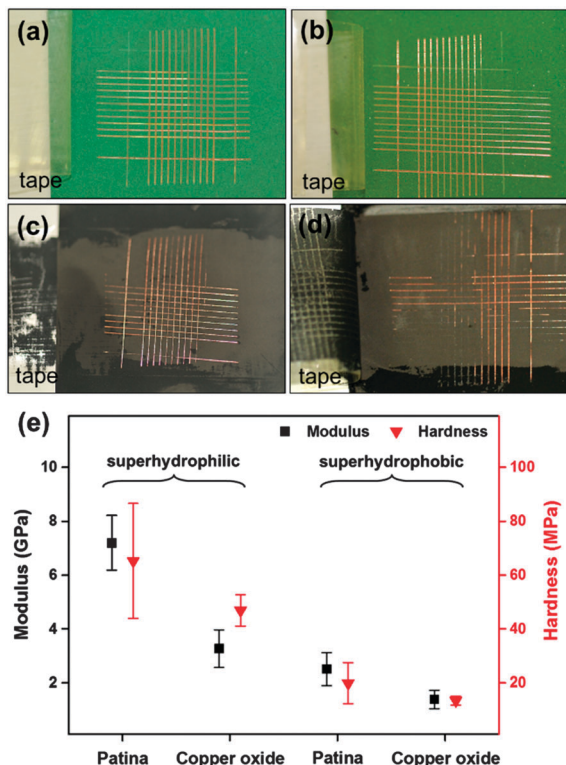 (a)
(b)
tape
tape
(c)
(d)
tape
tape
(e)
Modulus
Hardness
superhydrophilic
superhydrophobic
Modulus (GPa)
10
8
6
4
2
Hardness (MPa)
100
80
60
40
20
Patina
Copper oxide
Patina
Copper oxide